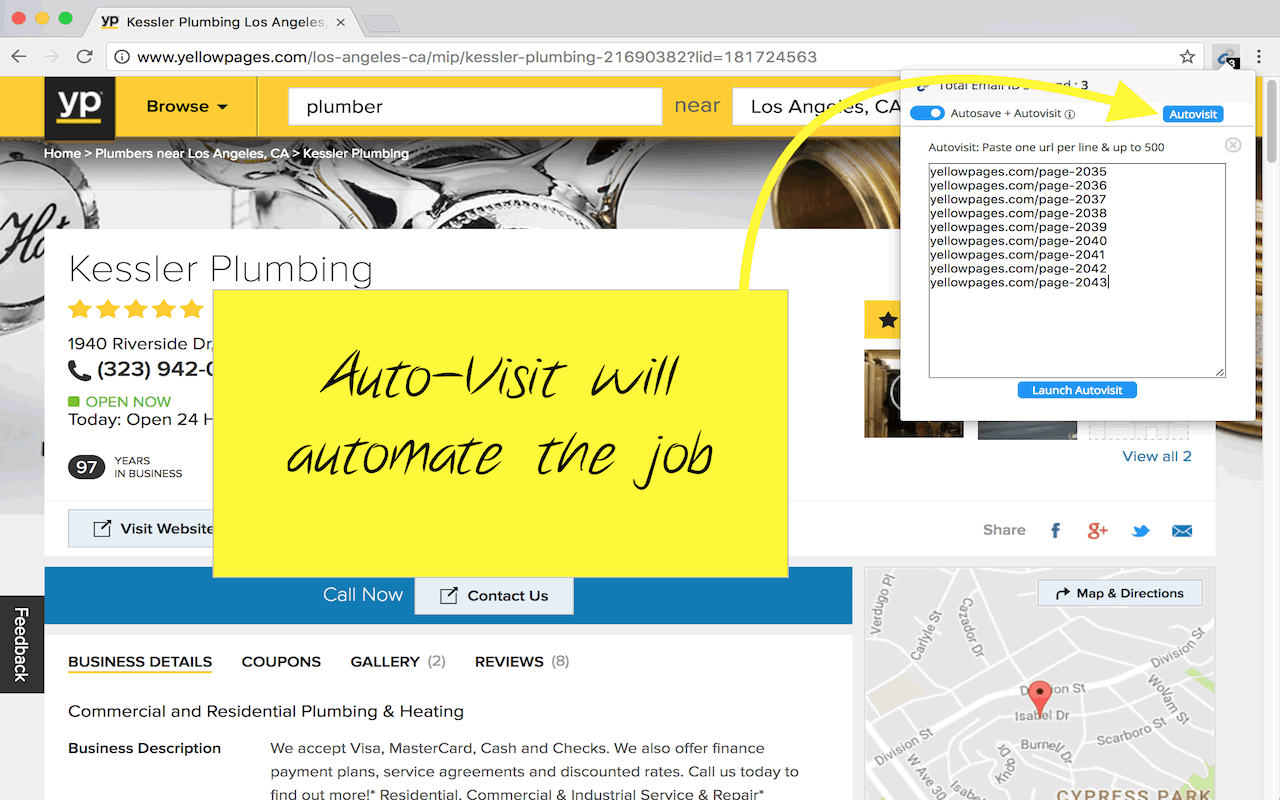 yp Kessler Plumbing Los Angeles,
www.yellowpages.com/los-angeles-ca/mip/kessler-plumbing-21690382?lid=181724563
3
yp
Browse
plumber
near
Los Angeles, CA
Home > Plumbers near Los Angeles, CA > Kessler Plumbing
Total Email ID : 3
Autosave + Autovisit
Autovisit
Autovisit: Paste one url per line & up to 500
yellowpages.com/page-2035
yellowpages.com/page-2036
yellowpages.com/page-2037
yellowpages.com/page-2038
yellowpages.com/page-2039
yellowpages.com/page-2040
yellowpages.com/page-2041
yellowpages.com/page-2042
yellowpages.com/page-2043
Launch Autovisit
Hot
Kessler Plumbing
1940 Riverside Dr,
(323) 942-0
OPEN NOW
Today: Open 24 H
97 YEARS
IN BUSINESS
Auto-Visit will
automate the job
View all 2
Visit Website
Share
Call Now
Contact Us
Feedback
BUSINESS DETAILS COUPONS GALLERY (2) REVIEWS (8)
Commercial and Residential Plumbing & Heating
Business Description
We accept Visa, MasterCard, Cash and Checks. We also offer finance
payment plans, service agreements and discounted rates. Call us today to
find out more!* Residential, Commercial & Industrial Service & Repair*
Map & Directions
Verdugo Pl
Carlyle St
Cazador Dr
Division St
Division St
Isabel Dr
WoVam St
Burnell Dr
Scarboro St
Knob Dr
Division St
W Ave 30
Isabel
CYPRESS PARK